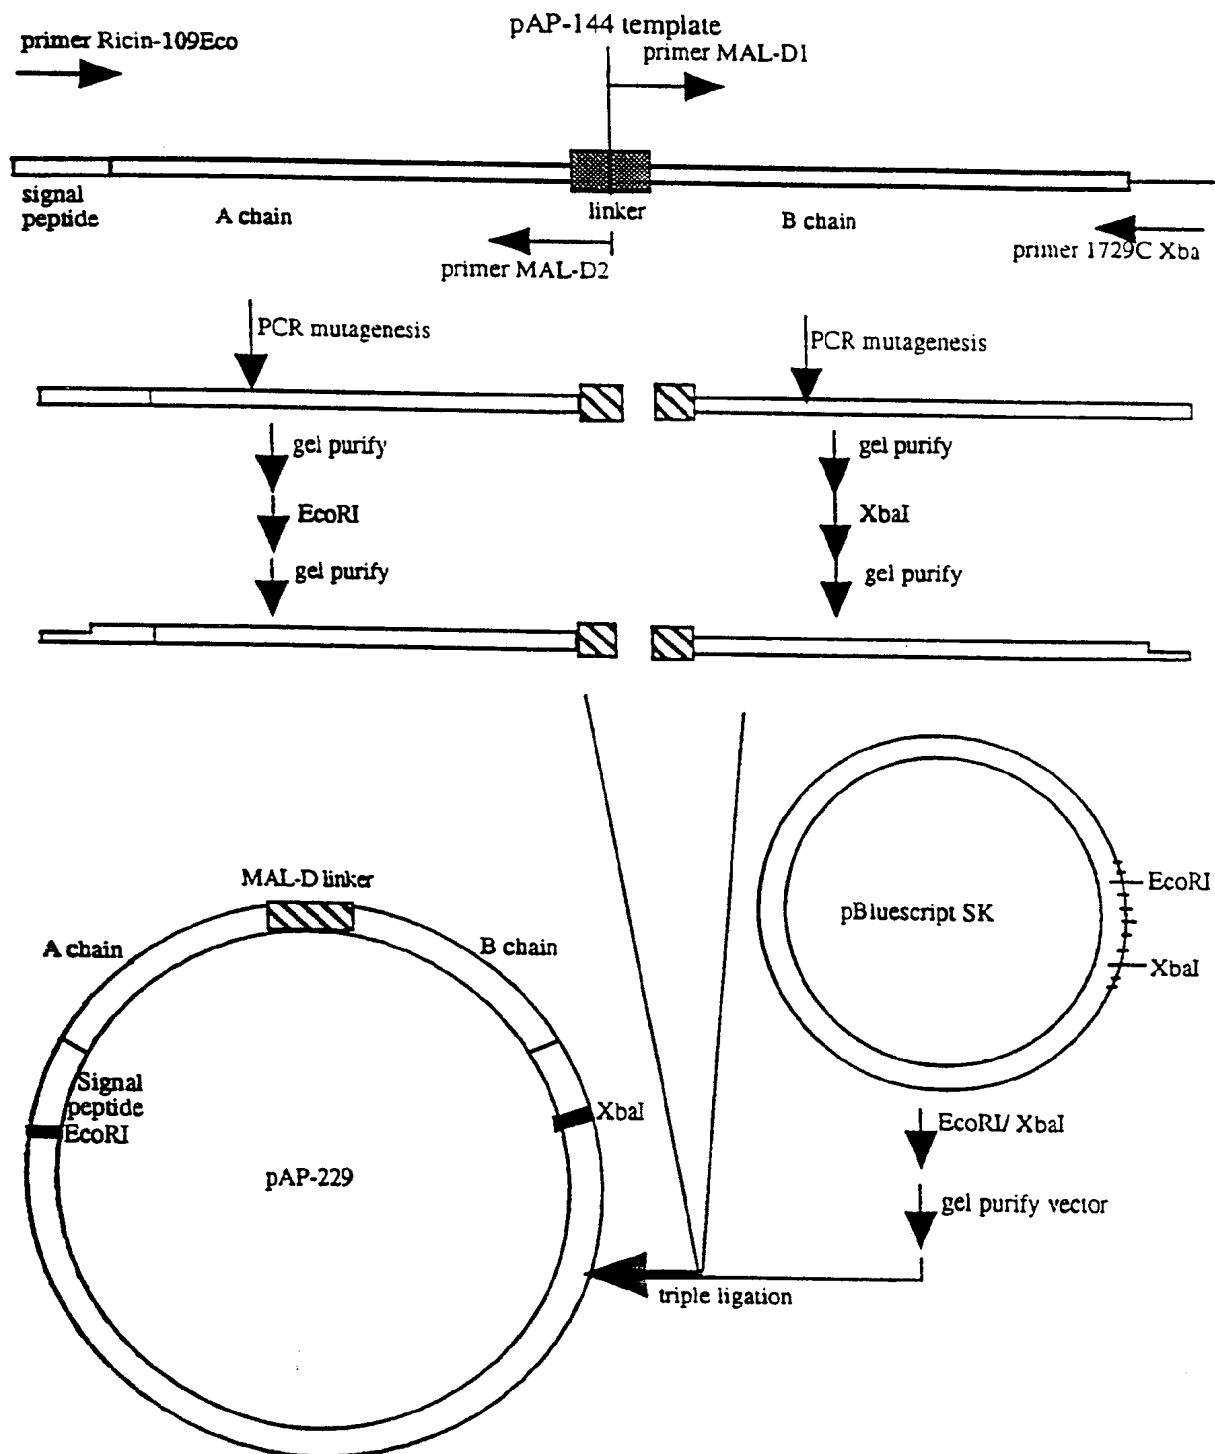 pAP-144 template
primer Ricin-109Eco
primer MAL-D1
signal
peptide
A chain
linker
B chain
primer MAL-D2
primer 1729C Xba
PCR mutagenesis
PCR mutagenesis
gel purify
gel purify
EcoRI
XbaI
gel purify
gel purify
MAL-D linker
A chain
B chain
pBluescript SK
EcoRI
XbaI
Signal
peptide
EcoRI
XbaI
pAP-229
EcoRI/ XbaI
gel purify vector
triple ligation